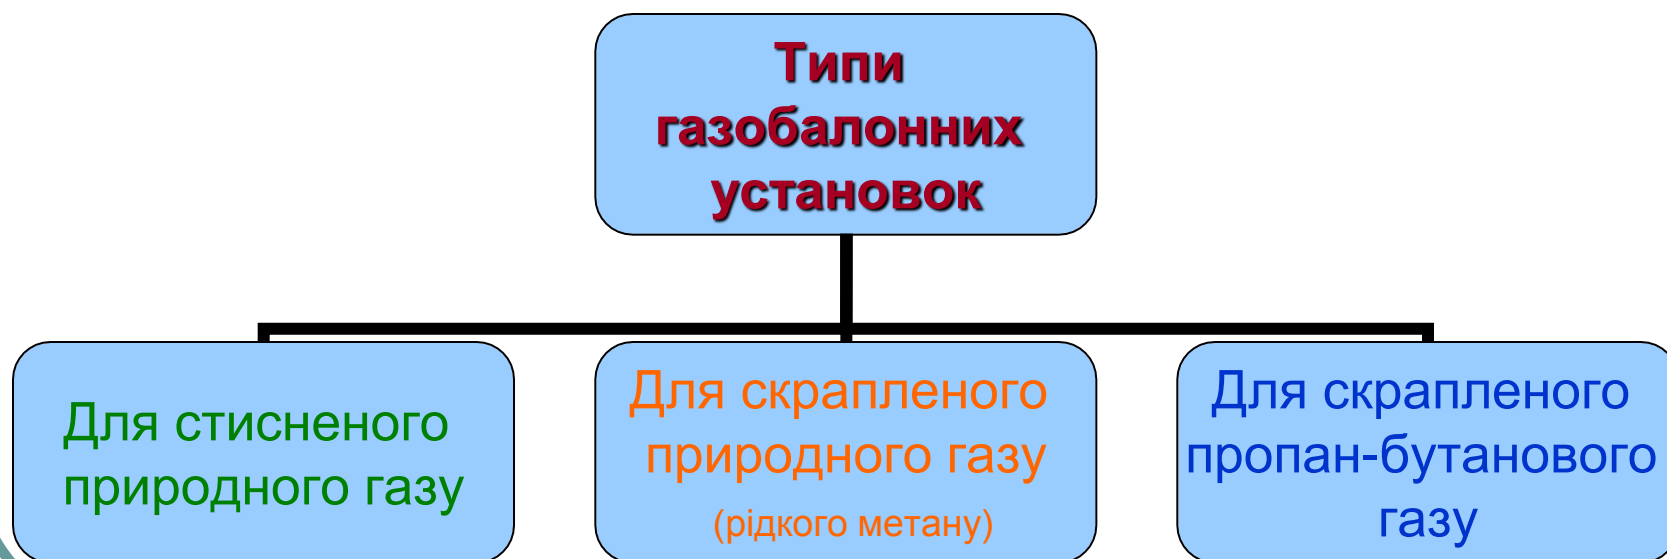 Типи
газобалонних
установок
Для стисненого
природного газу
Для скрапленого
природного газу
(рідкого метану)
Для скрапленого
пропан-бутанового
газу